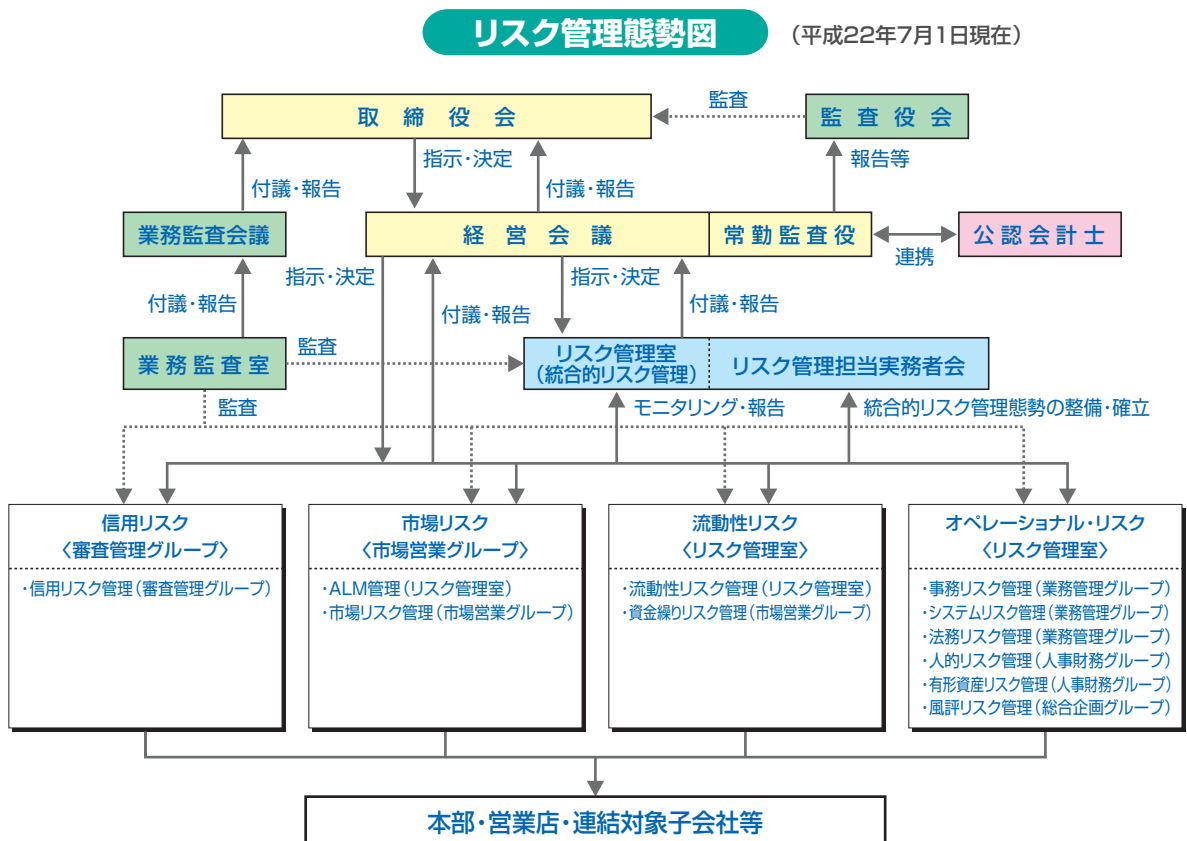 リスク管理態勢図
（平成22年7月1日現在）
取締役会
監査
監査役会
指示・決定
報告等
付議・報告
付議・報告
業務監査会議
経営会議
常勤監査役
公認会計士
連携
指示・決定
指示・決定
付議・報告
付議・報告
付議・報告
業務監査室
監査
リスク管理室
（統合的リスク管理）
リスク管理担当実務者会
監査
モニタリング・報告
統合的リスク管理態勢の整備・確立
信用リスク
〈審査管理グループ〉
・信用リスク管理（審査管理グループ）
市場リスク
〈市場営業グループ〉
・ALM管理（リスク管理室）
・市場リスク管理（市場営業グループ）
流動性リスク
〈リスク管理室〉
・流動性リスク管理（リスク管理室）
・資金繰りリスク管理（市場営業グループ）
オペレーショナル・リスク
〈リスク管理室〉
・事務リスク管理（業務管理グループ）
・システムリスク管理（業務管理グループ）
・法務リスク管理（業務管理グループ）
・人的リスク管理（人事財務グループ）
・有形資産リスク管理（人事財務グループ）
・風評リスク管理（総合企画グループ）
本部・営業店・連結対象子会社等